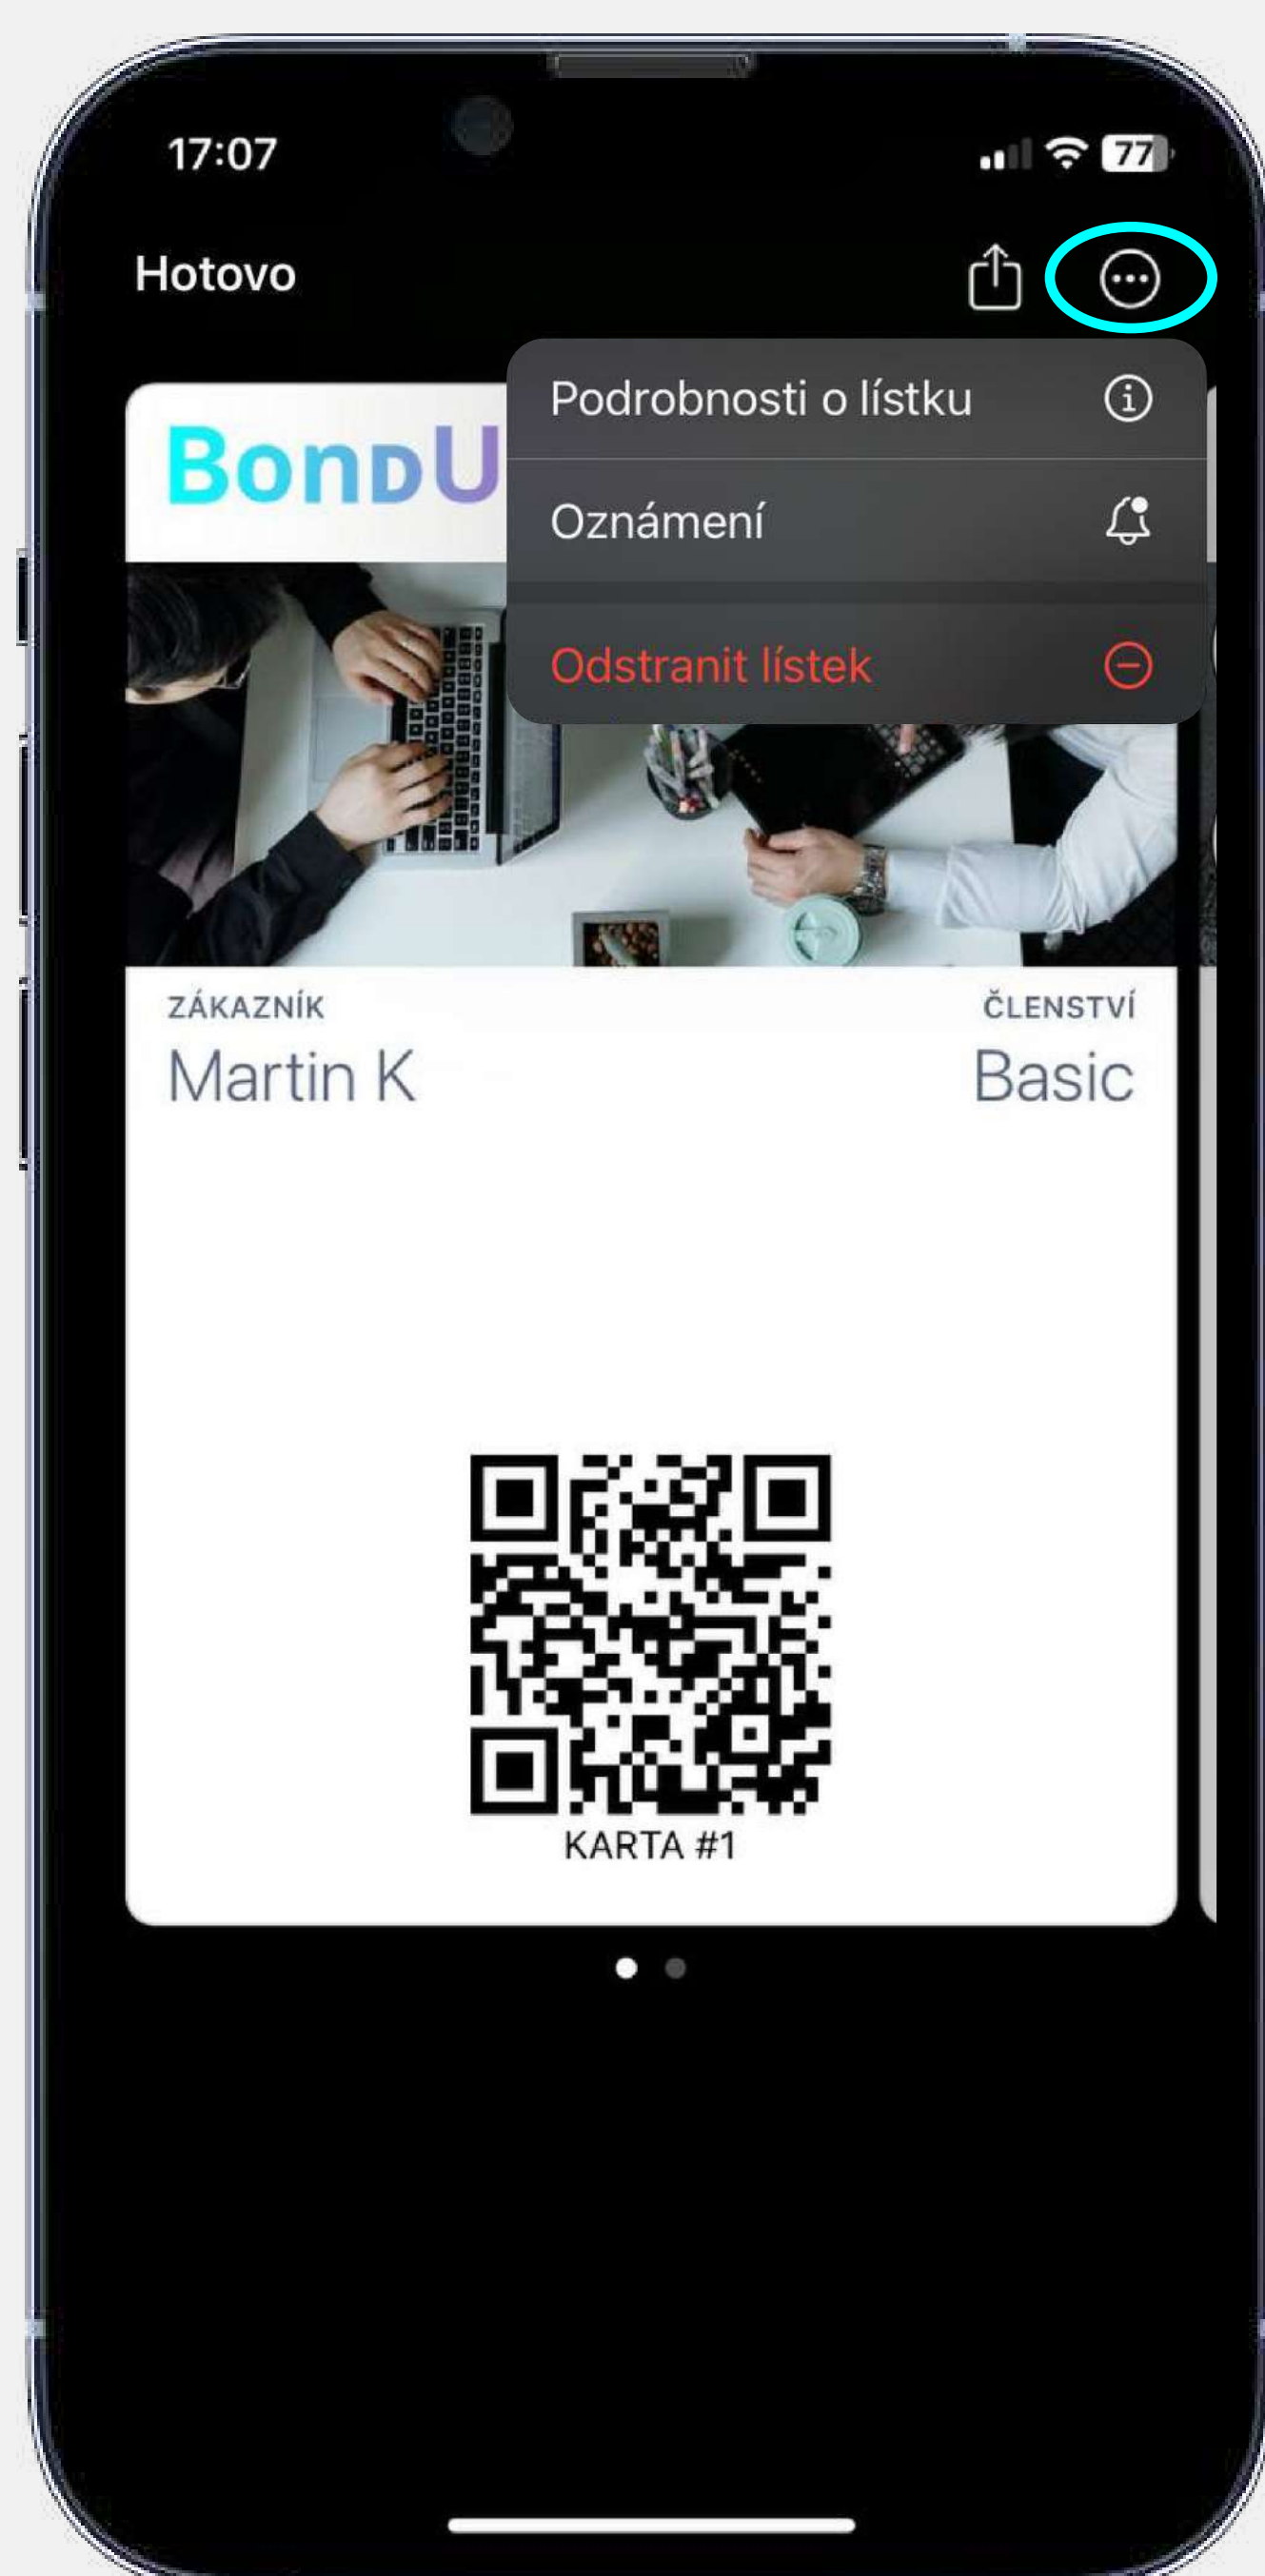 17:07
77
Hotovo
Podrobnosti o lístku
BonDU
Oznámení
Odstranit lístek
ZÁKAZNÍK
ČLENSTVÍ
Martin K
Basic
KARTA #1